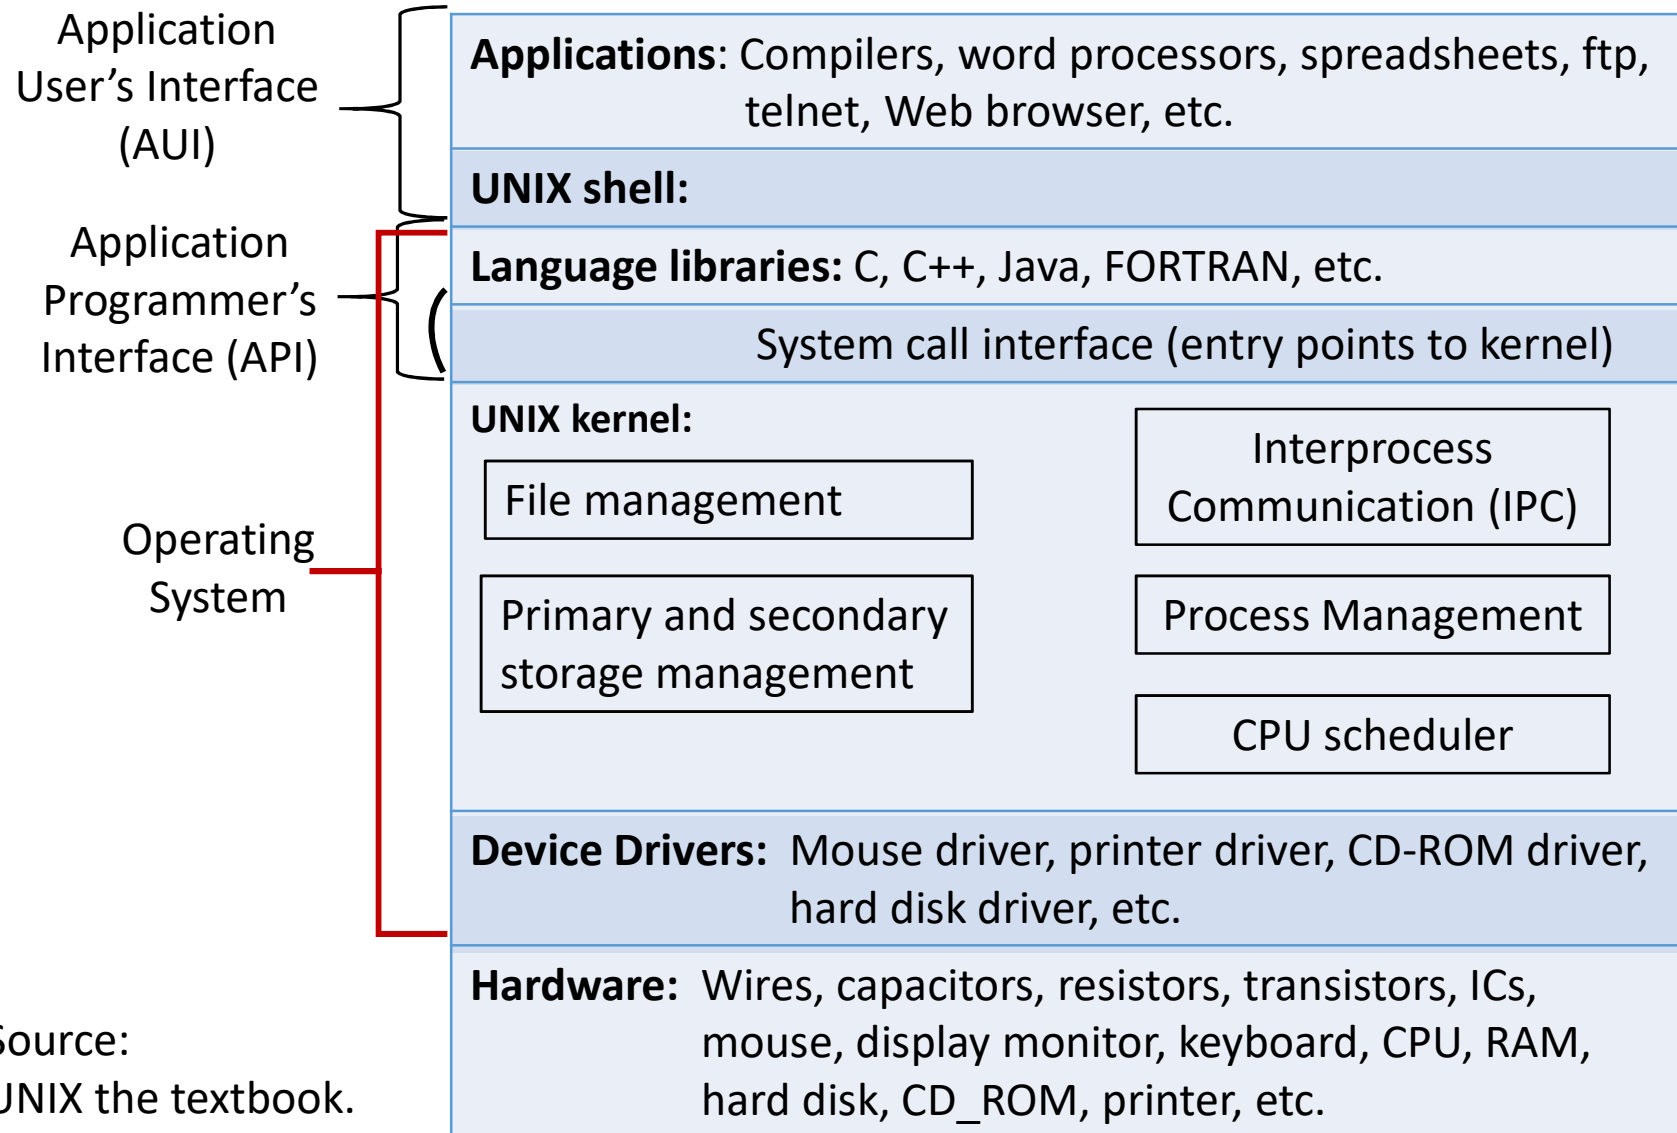 Application
User’s Interface
(AUI)
Applications: Compilers, word processors, spreadsheets, ftp,
telnet, Web browser, etc.
UNIX shell:
Application
Programmer’s
Interface (API)
Language libraries: C, C++, Java, FORTRAN, etc.
System call interface (entry points to kernel)
Operating
System
UNIX kernel:
File management
Primary and secondary
storage management
Interprocess
Communication (IPC)
Process Management
CPU scheduler
Device Drivers: Mouse driver, printer driver, CD-ROM driver,
hard disk driver, etc.
Hardware: Wires, capacitors, resistors, transistors, ICs,
mouse, display monitor, keyboard, CPU, RAM,
hard disk, CD_ROM, printer, etc.
Source:
UNIX the textbook.